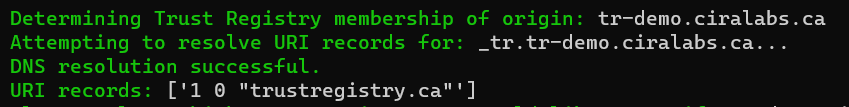 Determining Trust Registry membership of origin: tr-demo.ciralabs.ca
Attempting to resolve URI records for: _tr.tr-demo.ciralabs.ca...
DNS resolution successful.
URI records: ['1 0 "trustregistry.ca"']